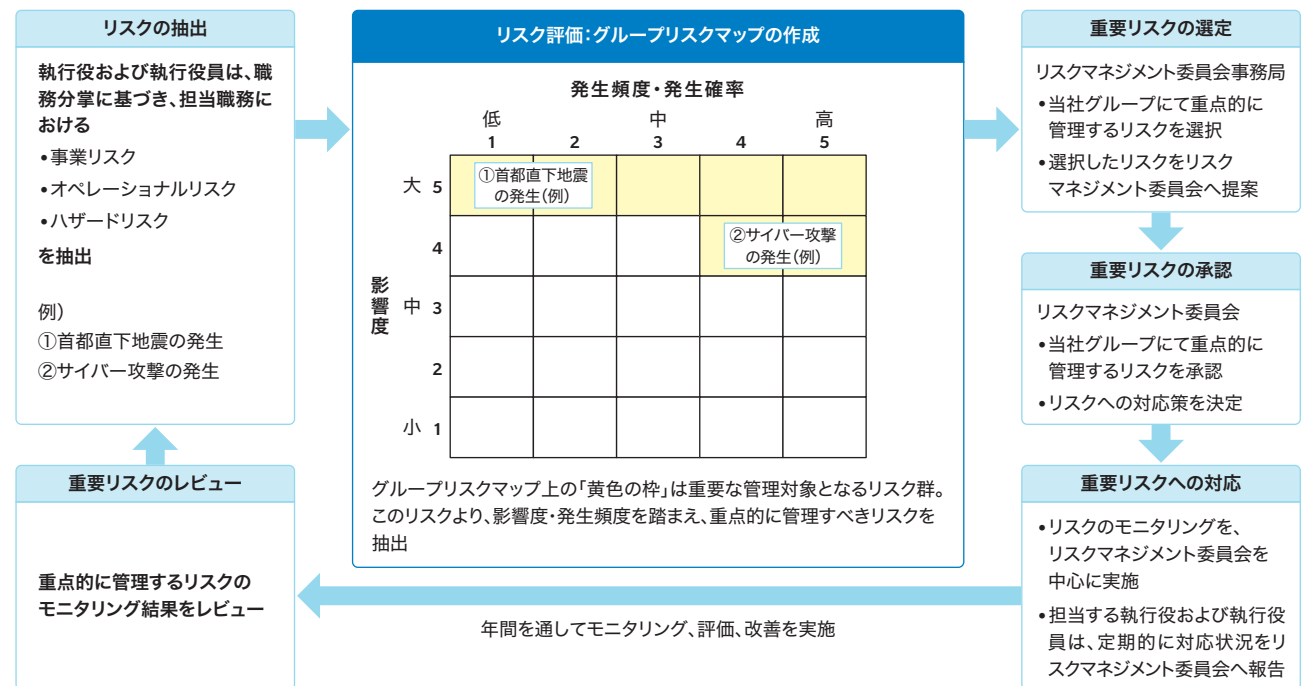 リスクの抽出
執行役および執行役員は、職
務分掌に基づき、担当職務に
おける
•事業リスク
•オペレーショナルリスク
•ハザードリスク
を抽出
例）
①首都直下地震の発生
②サイバー攻撃の発生
リスク評価：グループリスクマップの作成
発生頻度・発生確率
低 中 高
1 2 3 4 5
影響度
大 5
①首都直下地震
の発生（例）
4
②サイバー攻撃
の発生（例）
中 3
2
小 1
グループリスクマップ上の「黄色の枠」は重要な管理対象となるリスク群。
このリスクより、影響度・発生頻度を踏まえ、重点的に管理すべきリスクを
抽出
重要リスクの選定
リスクマネジメント委員会事務局
•当社グループにて重点的に
管理するリスクを選択
•選択したリスクをリスク
マネジメント委員会へ提案
重要リスクの承認
リスクマネジメント委員会
•当社グループにて重点的に
管理するリスクを承認
•リスクへの対応策を決定
重要リスクへの対応
•リスクのモニタリングを、
リスクマネジメント委員会を
中心に実施
•担当する執行役および執行役
員は、定期的に対応状況をリ
スクマネジメント委員会へ報告
年間を通してモニタリング、評価、改善を実施
重要リスクのレビュー
重点的に管理するリスクの
モニタリング結果をレビュー